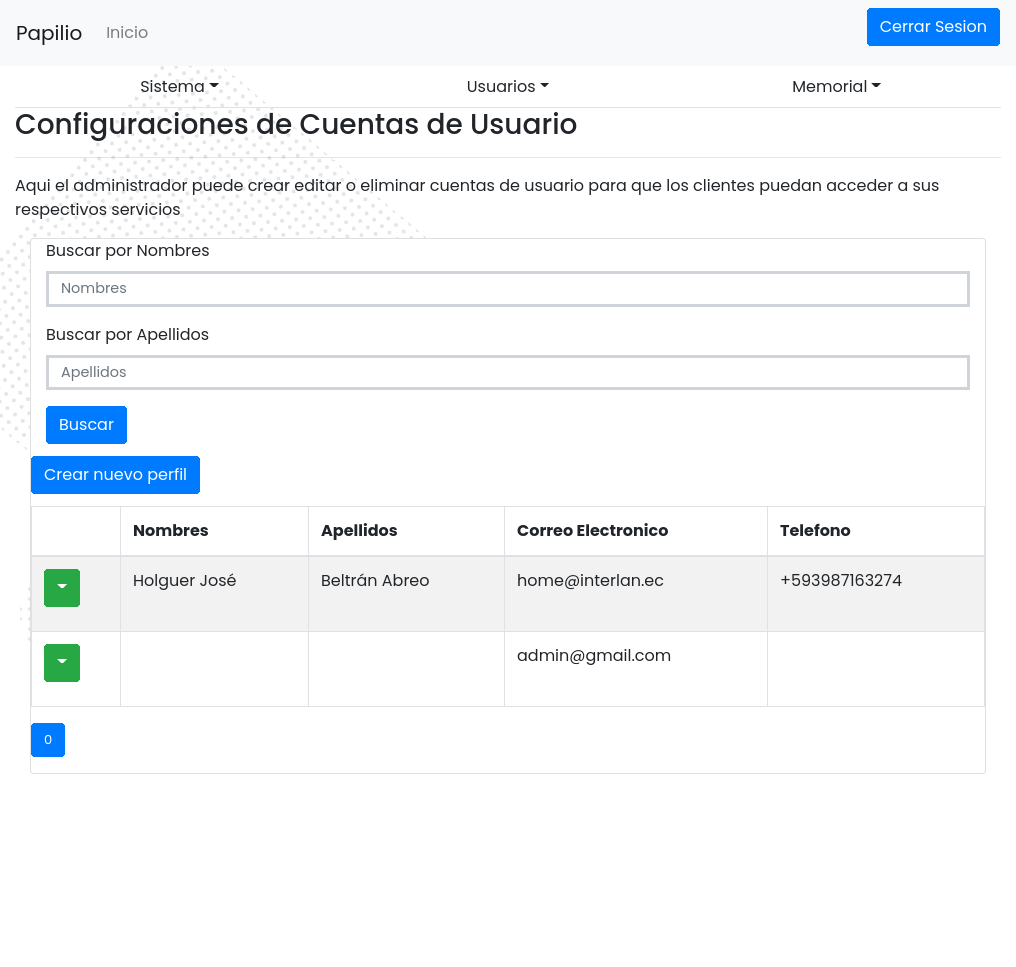 Papilio Inicio Cerrar Sesion
Sistema Usuarios Memorial
Configuraciones de Cuentas de Usuario
Aqui el administrador puede crear editar o eliminar cuentas de usuario para que los clientes puedan acceder a sus
respectivos servicios
Buscar por Nombres
Nombres
Buscar por Apellidos
Apellidos
Buscar
Crear nuevo perfil
Nombres Apellidos Correo Electronico Telefono
Holguer José Beltrán Abreo home@interlan.ec +593987163274
admin@gmail.com
0